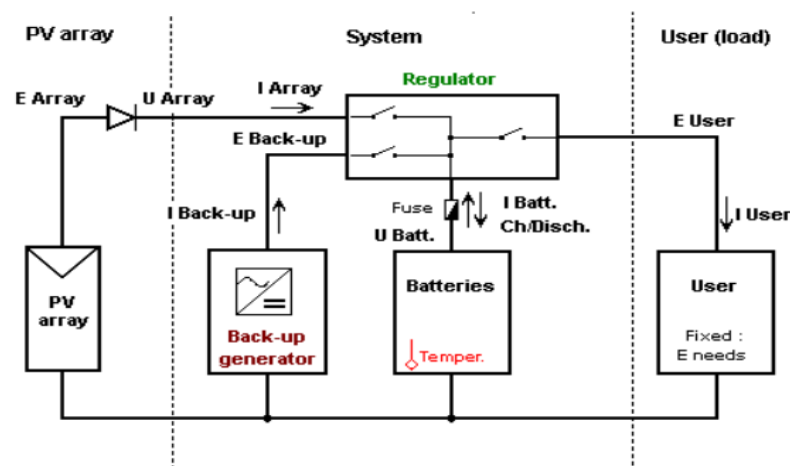 PV array
System
User (load)
Regulator
E Array
U Array
I Array
E Back-up
E User
I Back-up
Fuse
I Batt.
Ch/Disch.
U Batt.
I User
PV
array
Back-up
generator
Batteries
Temper.
User
Fixed :
E needs